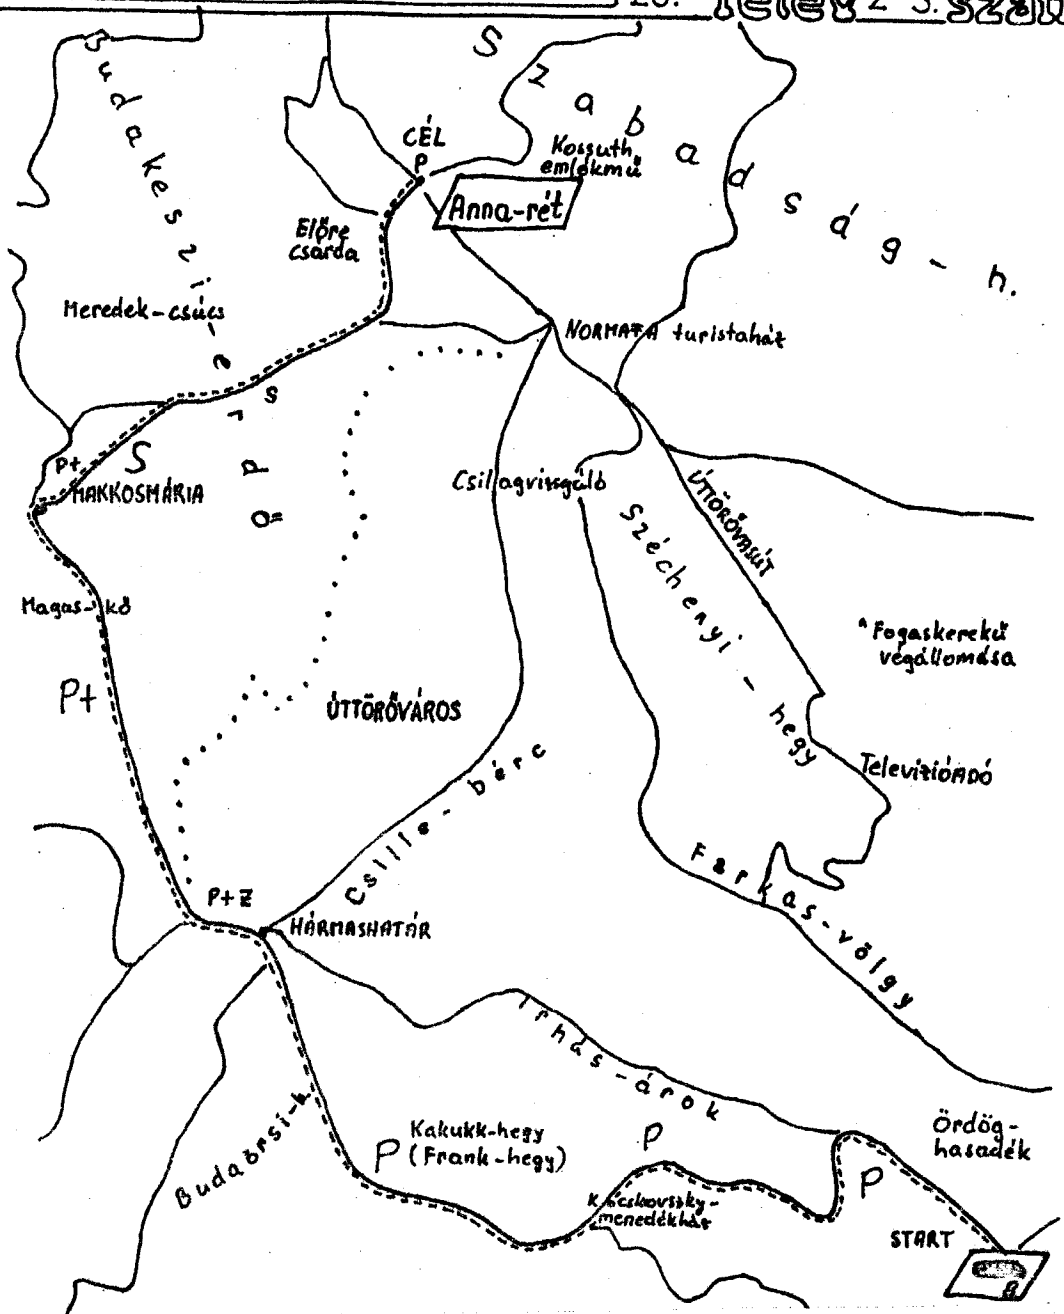 Szabadság-h.
Budakeszi-erdő
CÉL
P
Kossuth
emlékmű
Anna-rét
Előre
csárda
Meredek-csúcs
NORMAFA turistaház
S
Pt
MAKKOSMÁRIA
Csillagvizsgáló
ÚTTÖRŐVASÚT
Széchenyi-hegy
Magas-kő
Fogaskerekű
végállomása
P+
ÚTTÖRŐVÁROS
Televízióadó
Csille-bérc
Farkas-völgy
P+Z
HÁRMASHATÁR
Irhás-árok
Budaörsi-h
Kakukk-hegy
(Frank-hegy)
P
P
Ördög-
hasadék
P
menedékház
START